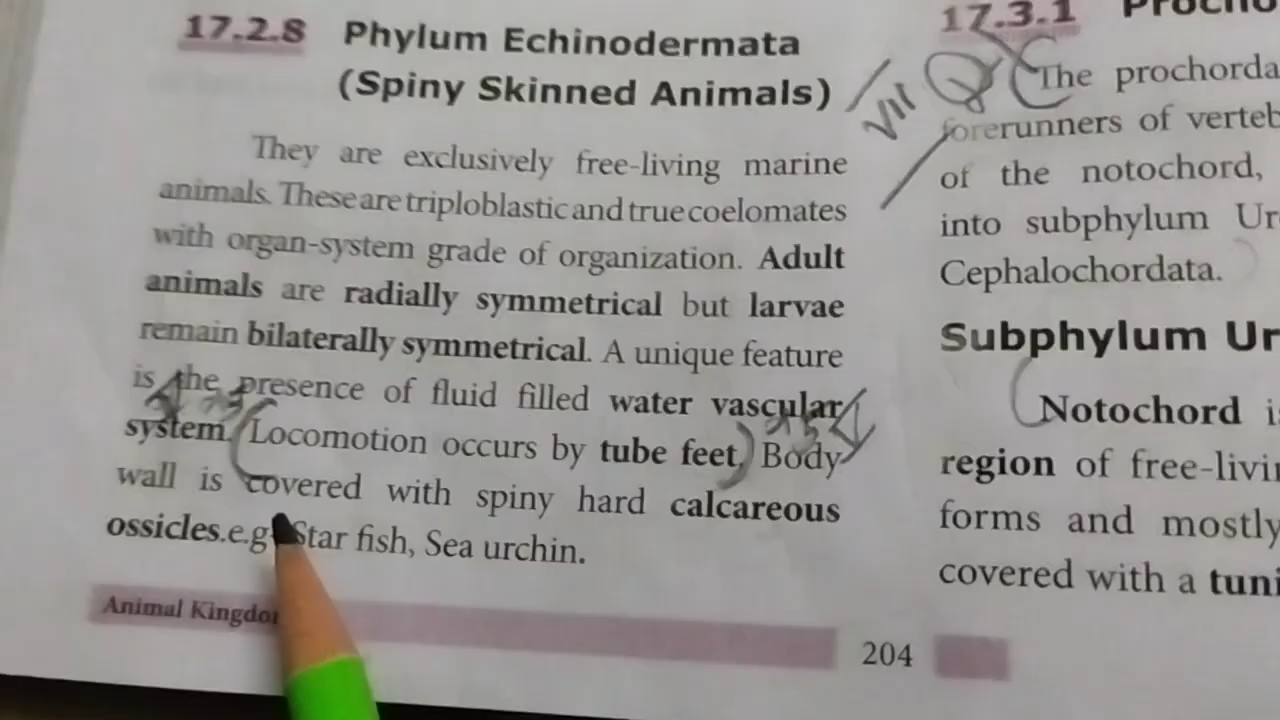 17.2.8 Phylum Echinodermata
(Spiny Skinned Animals)
They are exclusively free-living marine
animals. These are triploblastic and true coelomates
with organ-system grade of organization. Adult
animals are radially symmetrical but larvae
remain bilaterally symmetrical. A unique feature
is the presence of fluid filled water vascular
system. Locomotion occurs by tube feet. Body
wall is covered with spiny hard calcareous
ossicles.e.g. Star fish, Sea urchin.
Animal Kingdo
204
17.3.1
VII Q
The prochorda
forerunners of verteb
of the notochord,
into subphylum Ur
Cephalochordata.
Subphylum Ur
Notochord i
region of free-livi
forms and mostly
covered with a tuni